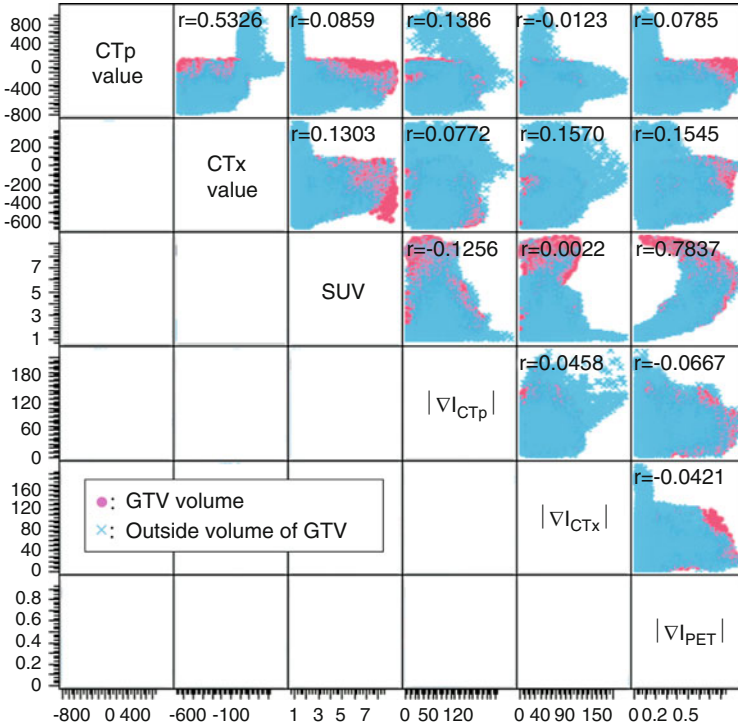 800
400
0
-400
-800
CTp
value
r=0.5326
r=0.0859
r=0.1386
r=-0.0123
r=0.0785
200
0
-200
-400
-600
CTx
value
r=0.1303
r=0.0772
r=0.1570
r=0.1545
7
5
3
1
SUV
r=-0.1256
r=0.0022
r=0.7837
180
120
60
0
|∇I_CTp|
r=0.0458
r=-0.0667
160
120
80
40
0
●: GTV volume
×: Outside volume of GTV
|∇I_CTx|
r=-0.0421
0.8
0.6
0.4
0.2
0
|∇I_PET|
-800 0 400
-600 -100
1 3 5 7
0 50 120
0 40 90 150
0 0.2 0.5